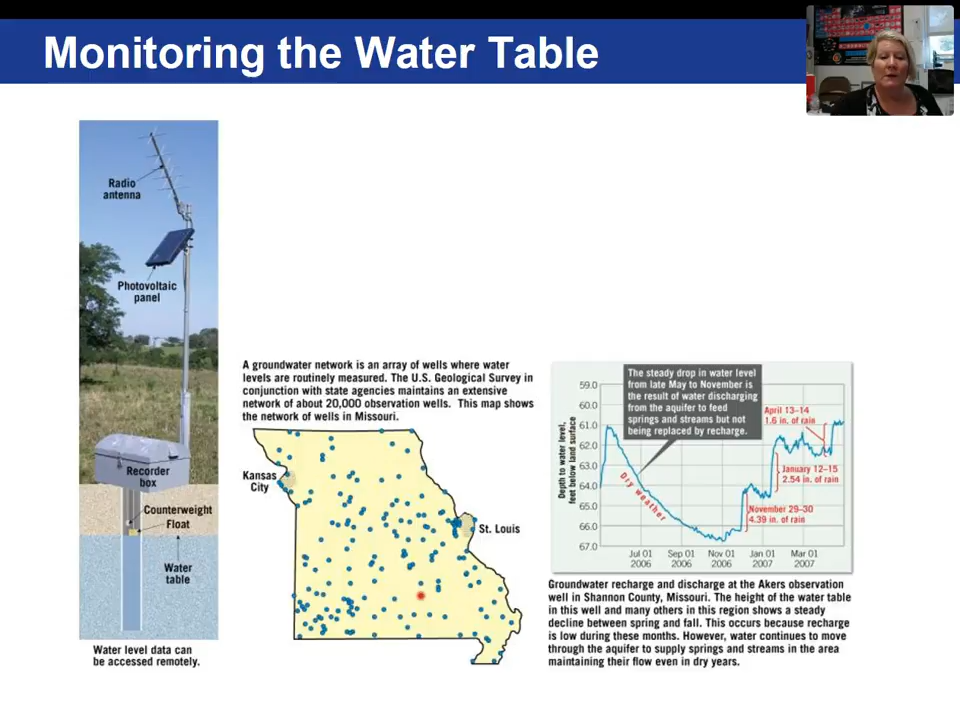 Monitoring the Water Table
Radio
antenna
Photovoltaic
panel
Recorder
box
Counterweight
Float
Water
table
Water level data can
be accessed remotely.
A groundwater network is an array of wells where water
levels are routinely measured. The U.S. Geological Survey in
conjunction with state agencies maintains an extensive
network of about 20,000 observation wells. This map shows
the network of wells in Missouri.
Kansas
City
St. Louis
The steady drop in water level
from late May to November is
the result of water discharging
from the aquifer to feed
springs and streams but not
being replaced by recharge.
April 13–14
1.6 in. of rain
January 12–15
2.54 in. of rain
November 29–30
4.39 in. of rain
Dry weather
Depth to water level,
feet below land surface
59.0
60.0
61.0
62.0
63.0
64.0
65.0
66.0
67.0
Jul 01 Sep 01 Nov 01 Jan 01 Mar 01
2006 2006 2006 2007 2007
Groundwater recharge and discharge at the Akers observation
well in Shannon County, Missouri. The height of the water table
in this well and many others in this region shows a steady
decline between spring and fall. This occurs because recharge
is low during these months. However, water continues to move
through the aquifer to supply springs and streams in the area
maintaining their flow even in dry years.